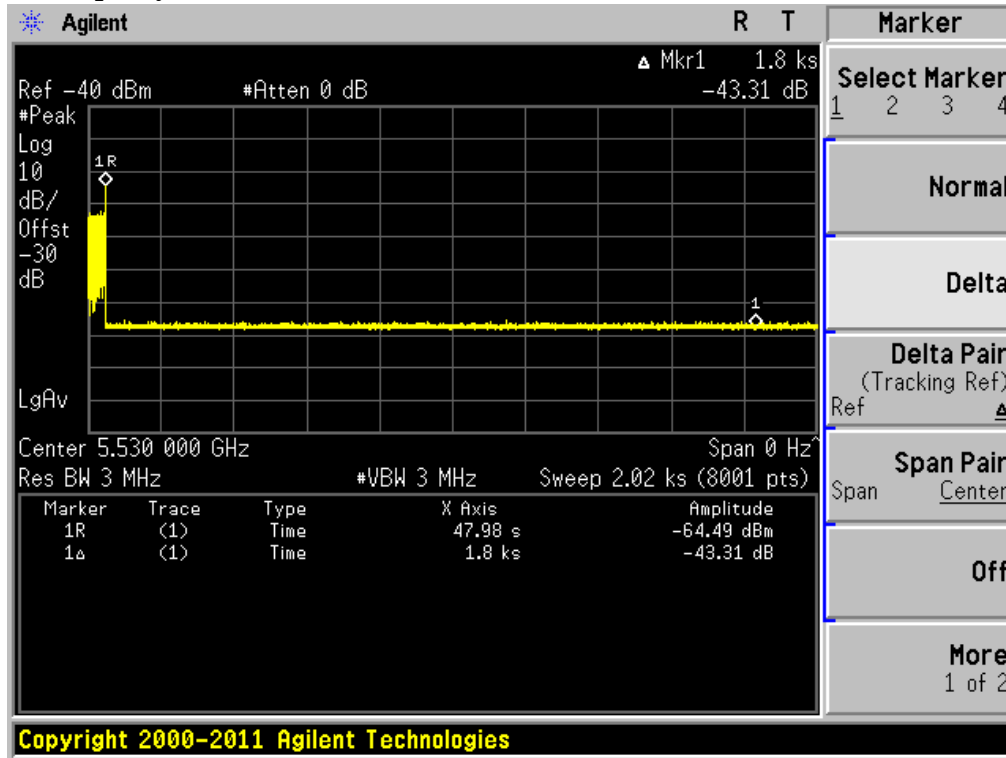 Agilent R T
Δ Mkr1 1.8 ks
Ref -40 dBm #Atten 0 dB -43.31 dB
#Peak
Log
10
dB/
Offst
-30
dB
LgAv
1R
1
Center 5.530 000 GHz Span 0 Hz^
Res BW 3 MHz #VBW 3 MHz Sweep 2.02 ks (8001 pts)
Marker Trace Type X Axis Amplitude
1R (1) Time 47.98 s -64.49 dBm
1Δ (1) Time 1.8 ks -43.31 dB
Marker
Select Marker
1 2 3 4
Normal
Delta
Delta Pair
(Tracking Ref)
Ref Δ
Span Pair
Span Center
Off
More
1 of 2
Copyright 2000-2011 Agilent Technologies